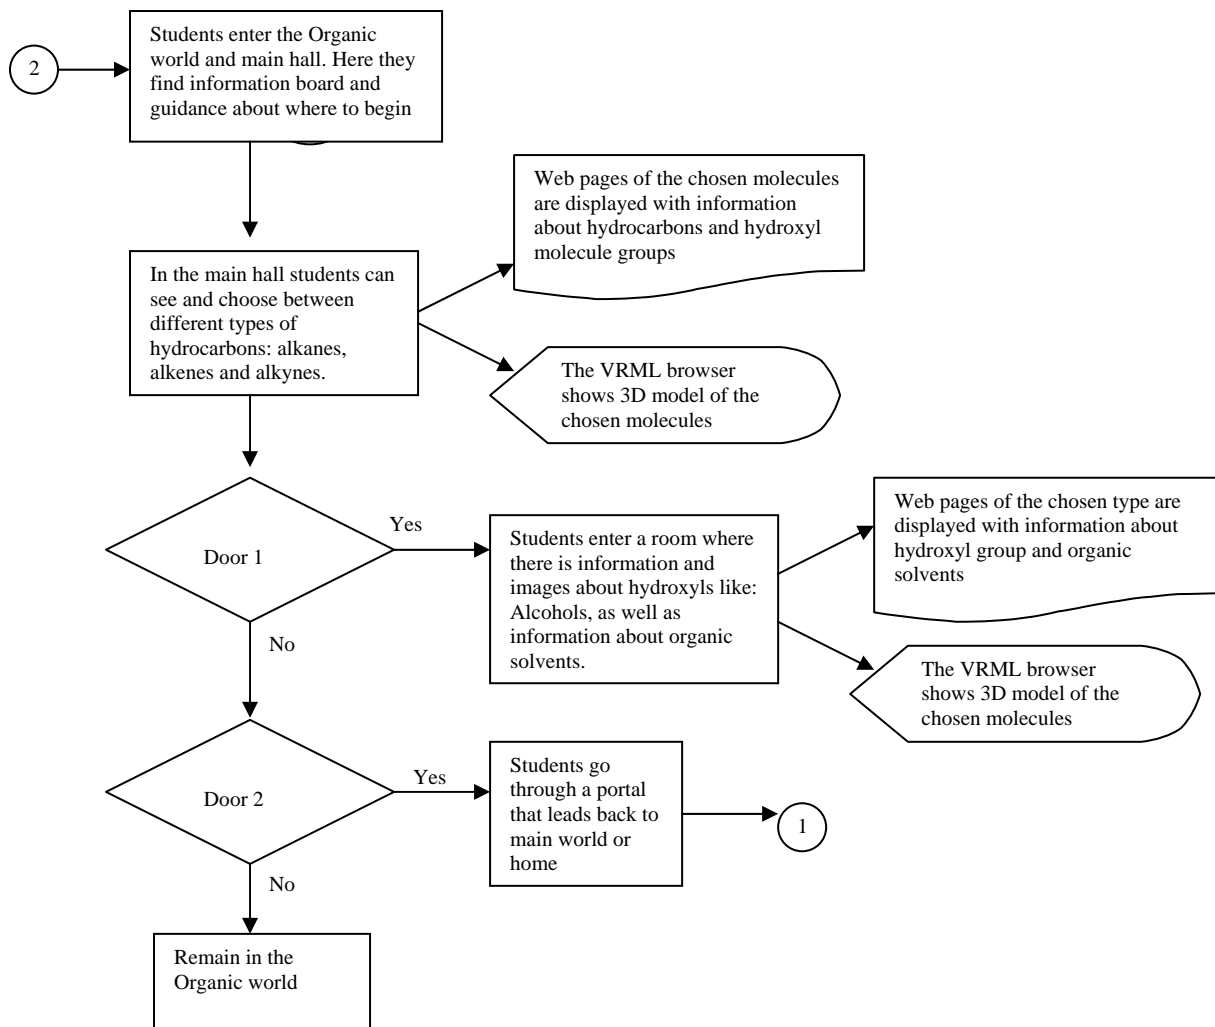 2
Students enter the Organic
world and main hall. Here they
find information board and
guidance about where to begin
Web pages of the chosen molecules
are displayed with information
about hydrocarbons and hydroxyl
molecule groups
In the main hall students can
see and choose between
different types of
hydrocarbons: alkanes,
alkenes and alkynes.
The VRML browser
shows 3D model of the
chosen molecules
Door 1
Yes
Students enter a room where
there is information and
images about hydroxyls like:
Alcohols, as well as
information about organic
solvents.
Web pages of the chosen type are
displayed with information about
hydroxyl group and organic
solvents
The VRML browser
shows 3D model of the
chosen molecules
No
Door 2
Yes
Students go
through a portal
that leads back to
main world or
home
1
No
Remain in the
Organic world